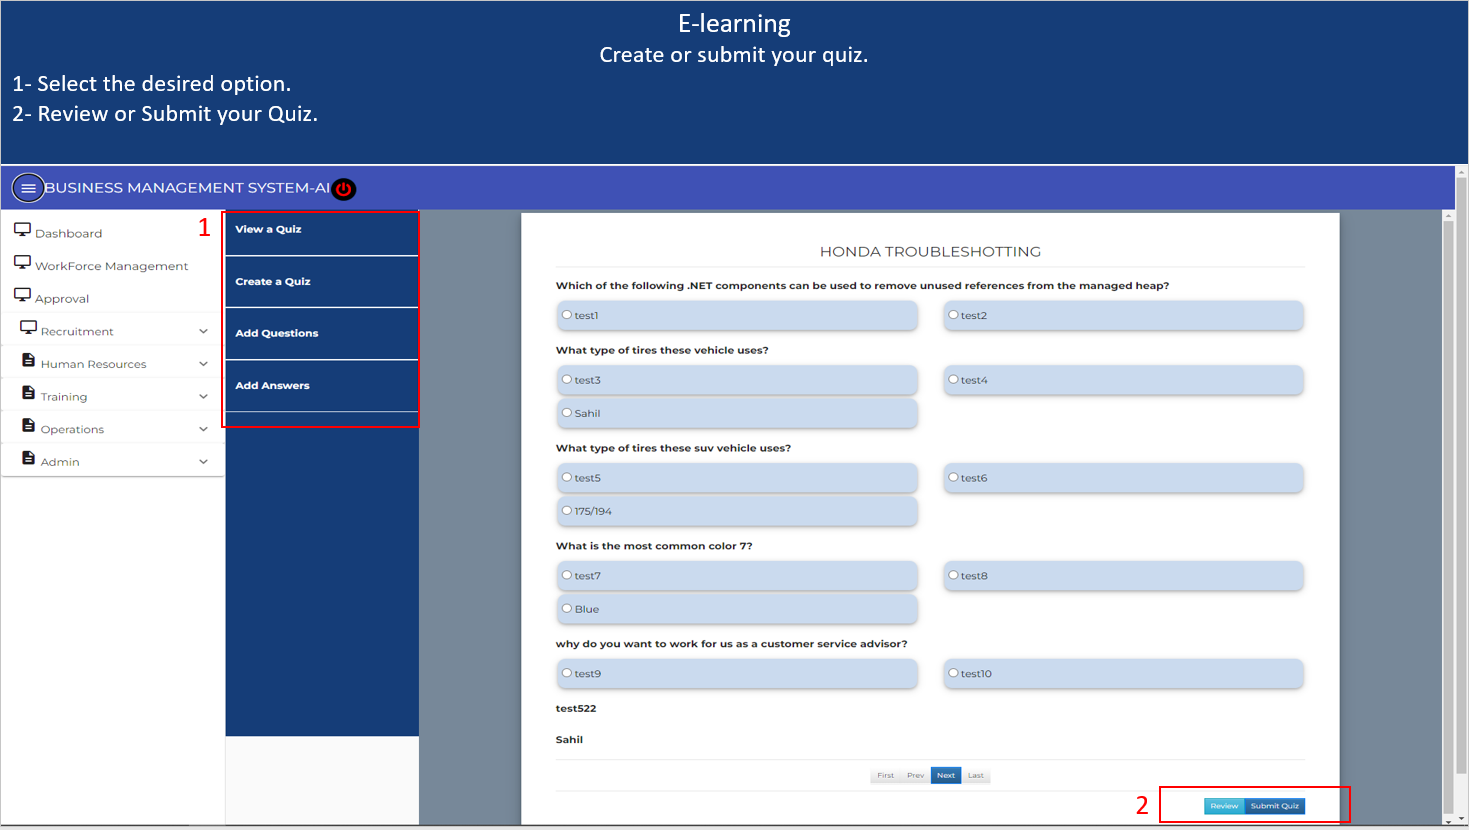 E-learning
Create or submit your quiz.
1- Select the desired option.
2- Review or Submit your Quiz.
BUSINESS MANAGEMENT SYSTEM-AI
Dashboard
WorkForce Management
Approval
Recruitment
Human Resources
Training
Operations
Admin
1
View a Quiz
Create a Quiz
Add Questions
Add Answers
HONDA TROUBLESHOTTING
Which of the following .NET components can be used to remove unused references from the managed heap?
test1 test2
What type of tires these vehicle uses?
test3 test4
Sahil
What type of tires these suv vehicle uses?
test5 test6
175/194
What is the most common color 7?
test7 test8
Blue
why do you want to work for us as a customer service advisor?
test9 test10
test522
Sahil
First Prev Next Last
2 Review Submit Quiz